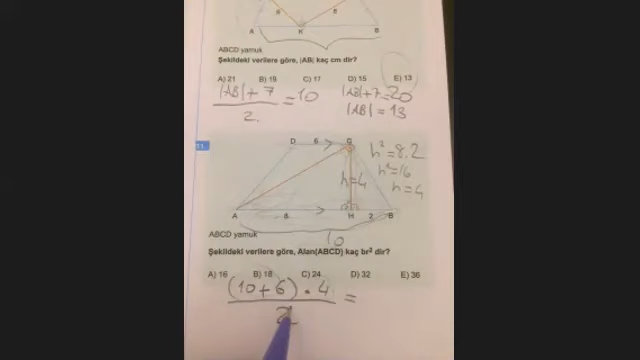 6 6
A K B
ABCD yamuk
Şekildeki verilere göre, |AB| kaç cm dir?
A) 21 B) 19 C) 17 D) 15 E) 13
|AB| + 7 / 2 = 10 |AB| + 7 = 20
|AB| = 13
11.
D 6 C h² = 8.2
h² = 16
h = 4 h = 4
A 8 H 2 B
10
ABCD yamuk
Şekildeki verilere göre, Alan(ABCD) kaç br² dir?
A) 16 B) 18 C) 24 D) 32 E) 36
(10 + 6) . 4 / 2 =